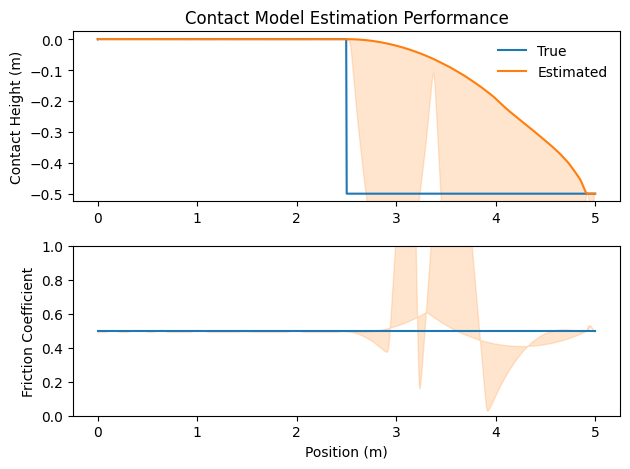 Contact Model Estimation Performance
Contact Height (m)
0.0
−0.1
−0.2
−0.3
−0.4
−0.5
True
Estimated
0 1 2 3 4 5
Friction Coefficient
1.0
0.8
0.6
0.4
0.2
0.0
0 1 2 3 4 5
Position (m)